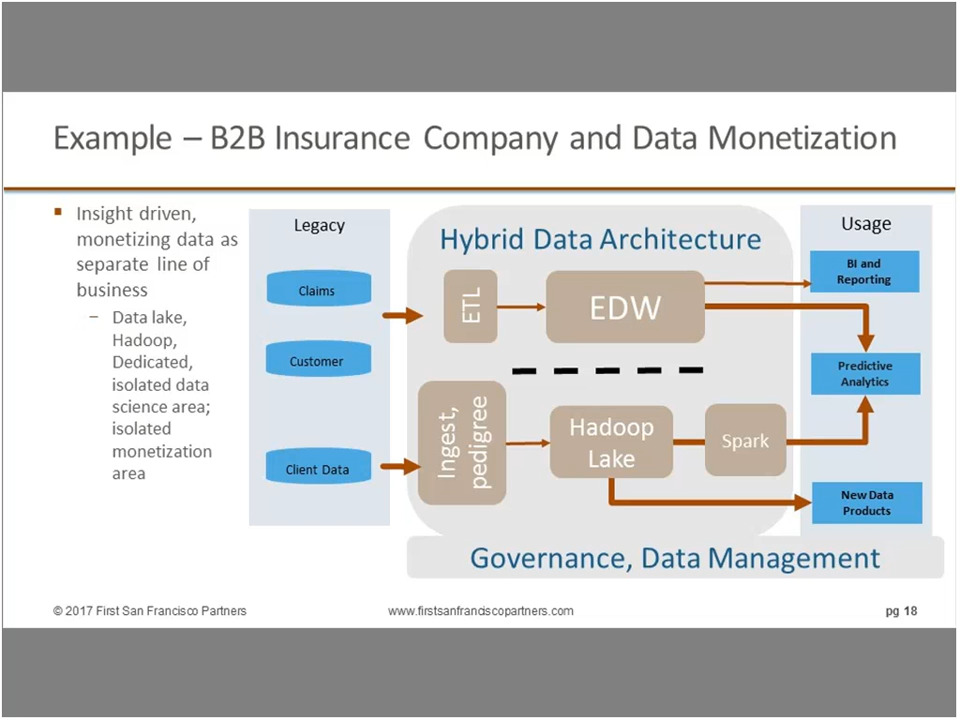 Example – B2B Insurance Company and Data Monetization
▪ Insight driven,
monetizing data as
separate line of
business
– Data lake,
Hadoop,
Dedicated,
isolated data
science area;
isolated
monetization
area
Legacy
Claims
Customer
Client Data
Hybrid Data Architecture
ETL
EDW
Ingest,
pedigree
Hadoop
Lake
Spark
Usage
BI and
Reporting
Predictive
Analytics
New Data
Products
Governance, Data Management
© 2017 First San Francisco Partners
www.firstsanfranciscopartners.com
pg 18